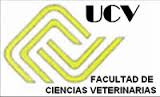 UCV
FACULTAD DE
CIENCIAS VETERINARIAS